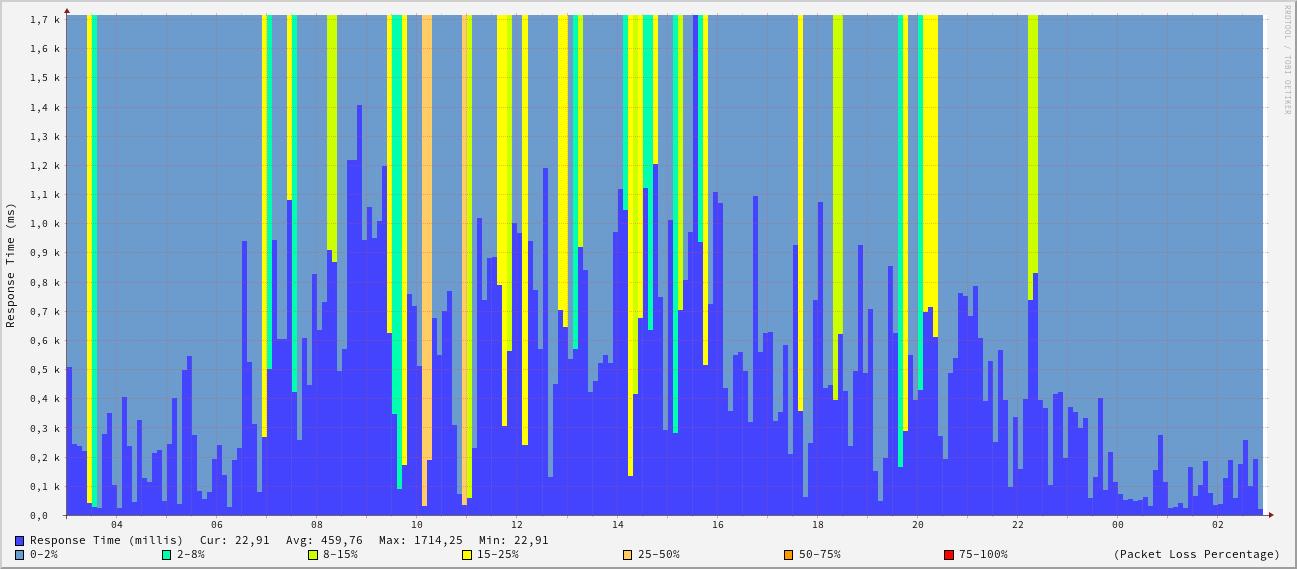 RRDTOOL / TOBI OETIKER
Response Time (ms)
1,7 k
1,6 k
1,5 k
1,4 k
1,3 k
1,2 k
1,1 k
1,0 k
0,9 k
0,8 k
0,7 k
0,6 k
0,5 k
0,4 k
0,3 k
0,2 k
0,1 k
0,0
04 06 08 10 12 14 16 18 20 22 00 02
Response Time (millis) Cur: 22,91 Avg: 459,76 Max: 1714,25 Min: 22,91
0-2% 2-8% 8-15% 15-25% 25-50% 50-75% 75-100% (Packet Loss Percentage)